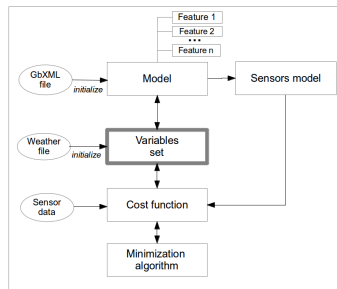 Feature 1
Feature 2
•••
Feature n
GbXML
file
initialize
Model
Sensors model
Weather
file
initialize
Variables
set
Sensor
data
Cost function
Minimization
algorithm